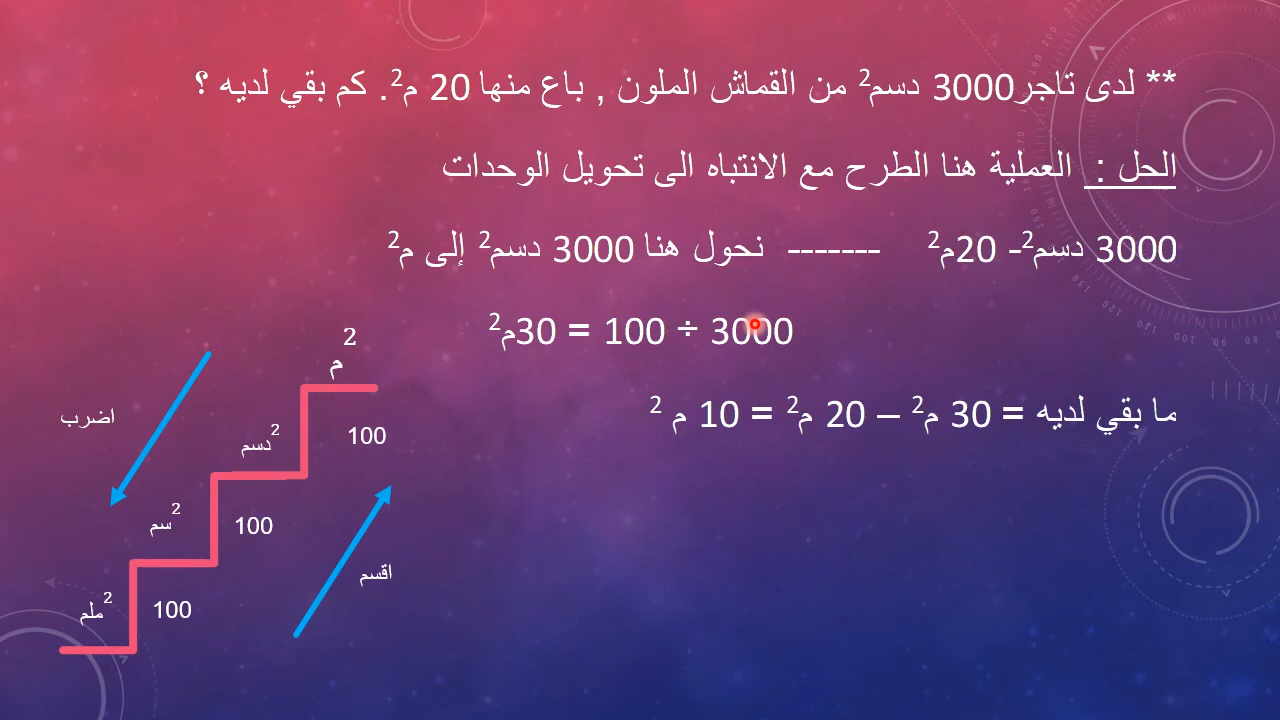 ** لدى تاجر3000 دسم2 من القماش الملون , باع منها 20 م2. كم بقي لديه ؟
الحل : العملية هنا الطرح مع الانتباه الى تحويل الوحدات
3000 دسم2- 20م2 ------- نحول هنا 3000 دسم2 إلى م2
3000 ÷ 100 = 30م2
ما بقي لديه = 30 م2 – 20 م2 = 10 م 2
م2
اضرب
دسم2
100
سم2
100
اقسم
ملم2
100